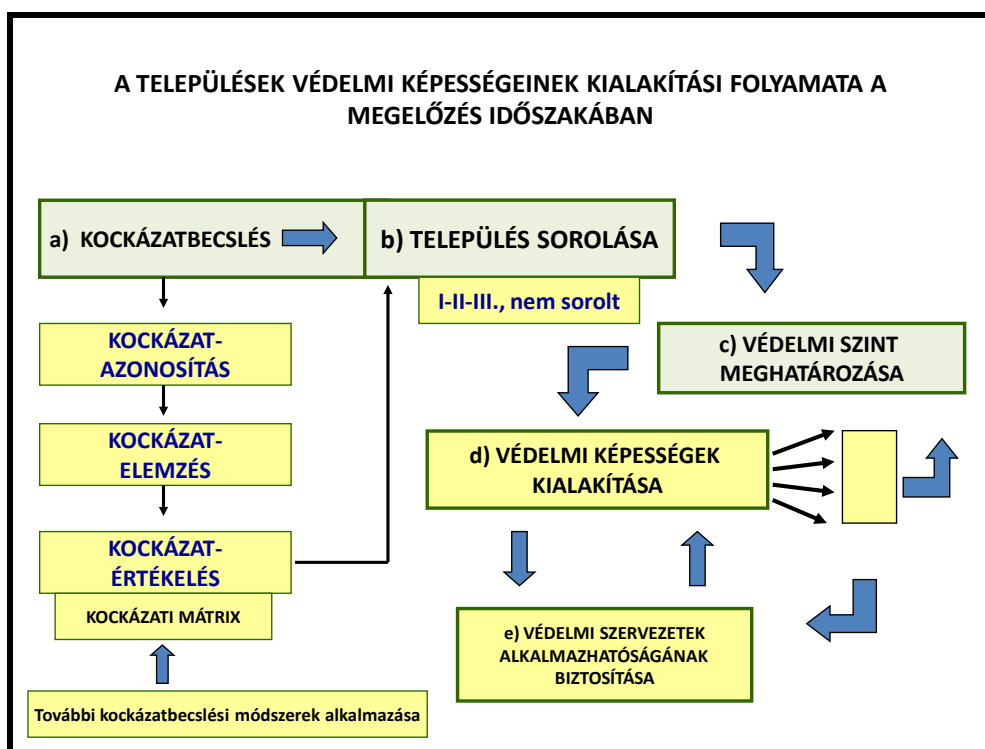 A TELEPÜLÉSEK VÉDELMI KÉPESSÉGEINEK KIALAKÍTÁSI FOLYAMATA A
MEGELŐZÉS IDŐSZAKÁBAN
a) KOCKÁZATBECSLÉS
b) TELEPÜLÉS SOROLÁSA
I-II-III., nem sorolt
c) VÉDELMI SZINT
MEGHATÁROZÁSA
KOCKÁZAT-
AZONOSÍTÁS
KOCKÁZAT-
ELEMZÉS
d) VÉDELMI KÉPESSÉGEK
KIALAKÍTÁSA
KOCKÁZAT-
ÉRTÉKELÉS
KOCKÁZATI MÁTRIX
e) VÉDELMI SZERVEZETEK
ALKALMAZHATÓSÁGÁNAK
BIZTOSÍTÁSA
További kockázatbecslési módszerek alkalmazása